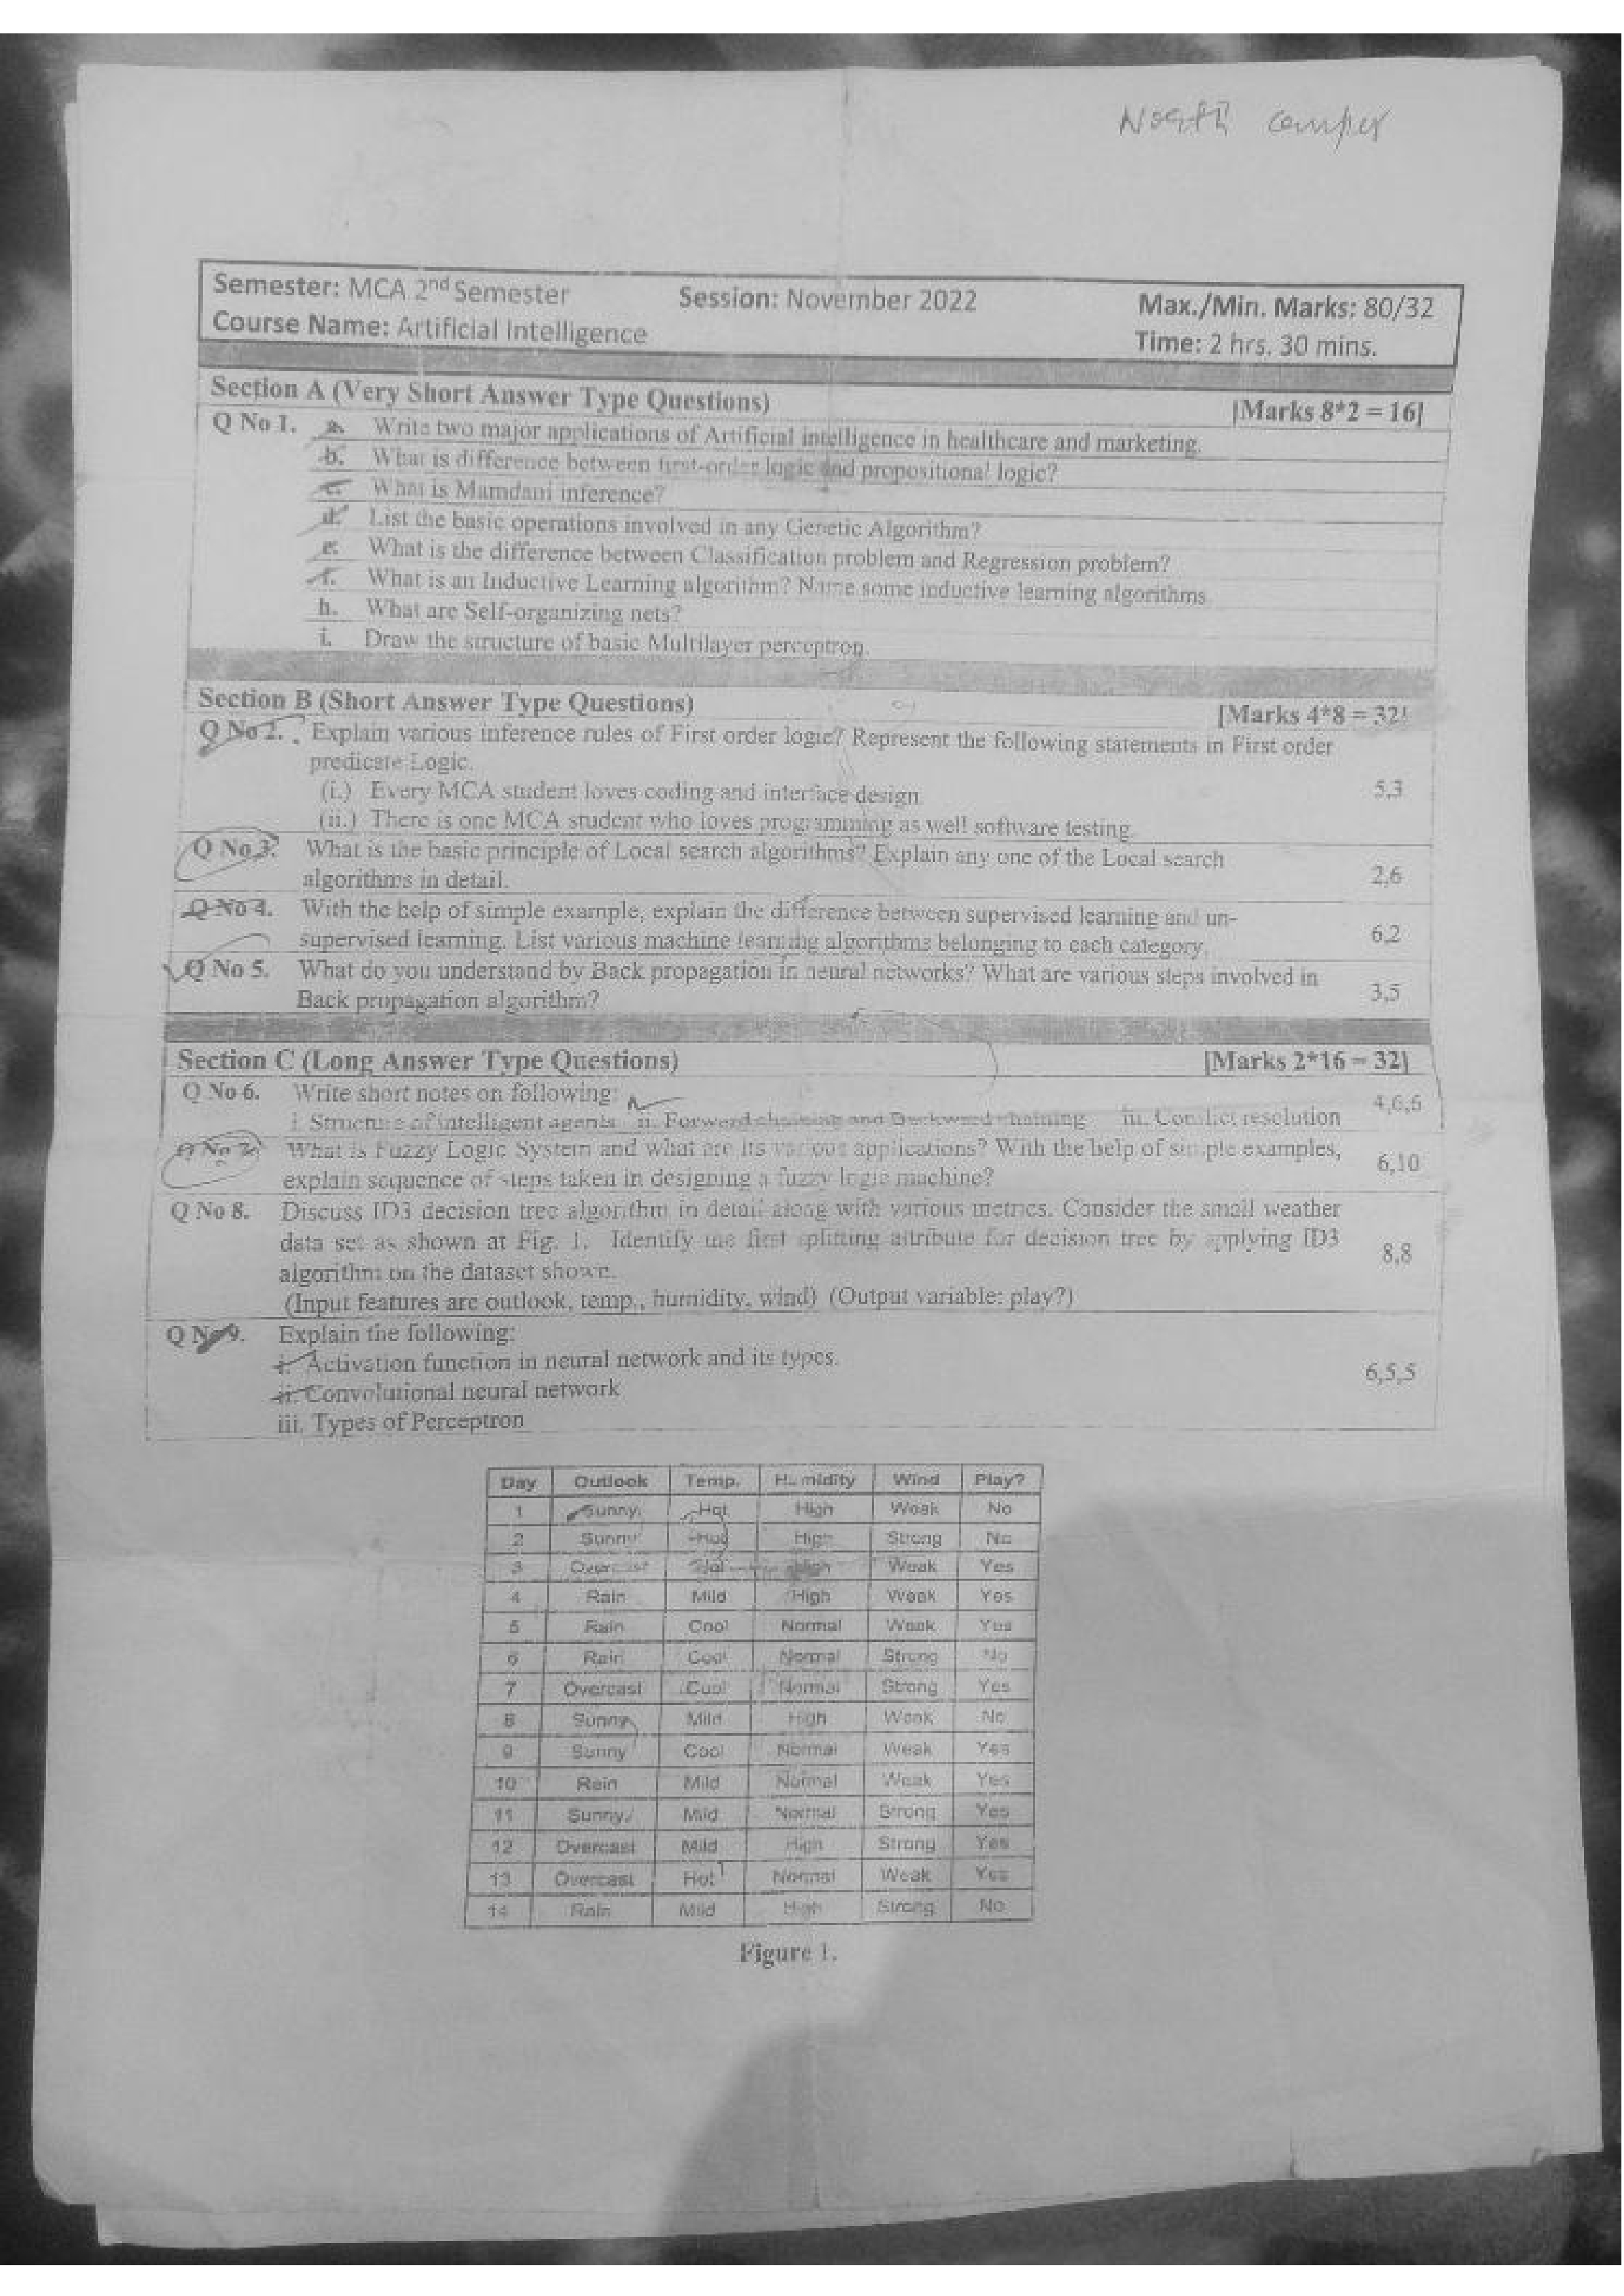 North Campus
Semester: MCA 2nd Semester Session: November 2022 Max./Min. Marks: 80/32
Course Name: Artificial Intelligence Time: 2 hrs. 30 mins.
Section A (Very Short Answer Type Questions) [Marks 8*2 = 16]
Q No 1. a. Write two major applications of Artificial intelligence in healthcare and marketing.
b. What is difference between first-order logic and propositional logic?
c. What is Mamdani inference?
d. List the basic operations involved in any Genetic Algorithm?
e. What is the difference between Classification problem and Regression problem?
f. What is an Inductive Learning algorithm? Name some inductive learning algorithms.
h. What are Self-organizing nets?
i. Draw the structure of basic Multilayer perceptron.
Section B (Short Answer Type Questions) [Marks 4*8 = 32]
Q No 2. Explain various inference rules of First order logic? Represent the following statements in First order
predicate Logic.
(i.) Every MCA student loves coding and interface design 5,3
(ii.) There is one MCA student who loves programming as well software testing.
Q No 3. What is the basic principle of Local search algorithms? Explain any one of the Local search
algorithms in detail. 2,6
Q No 4. With the help of simple example, explain the difference between supervised learning and un-
supervised learning. List various machine learning algorithms belonging to each category. 6,2
Q No 5. What do you understand by Back propagation in neural networks? What are various steps involved in
Back propagation algorithm? 3,5
Section C (Long Answer Type Questions) [Marks 2*16 = 32]
Q No 6. Write short notes on following: 4,6,6
i. Structure of intelligent agents ii. Forward chaining and Backward chaining iii. Conflict resolution
Q No 7. What is Fuzzy Logic System and what are its various applications? With the help of simple examples,
explain sequence of steps taken in designing a fuzzy logic machine? 6,10
Q No 8. Discuss ID3 decision tree algorithm in detail along with various metrics. Consider the small weather
data set as shown at Fig. 1. Identify the first splitting attribute for decision tree by applying ID3
algorithm on the dataset shown. 8,8
(Input features are outlook, temp., humidity, wind) (Output variable: play?)
Q No 9. Explain the following:
i. Activation function in neural network and its types.
ii. Convolutional neural network 6,5,5
iii. Types of Perceptron
Day Outlook Temp. Humidity Wind Play?
1 Sunny Hot High Weak No
2 Sunny Hot High Strong No
3 Overcast Hot High Weak Yes
4 Rain Mild High Weak Yes
5 Rain Cool Normal Weak Yes
6 Rain Cool Normal Strong No
7 Overcast Cool Normal Strong Yes
8 Sunny Mild High Weak No
9 Sunny Cool Normal Weak Yes
10 Rain Mild Normal Weak Yes
11 Sunny Mild Normal Strong Yes
12 Overcast Mild High Strong Yes
13 Overcast Hot Normal Weak Yes
14 Rain Mild High Strong No
Figure 1.